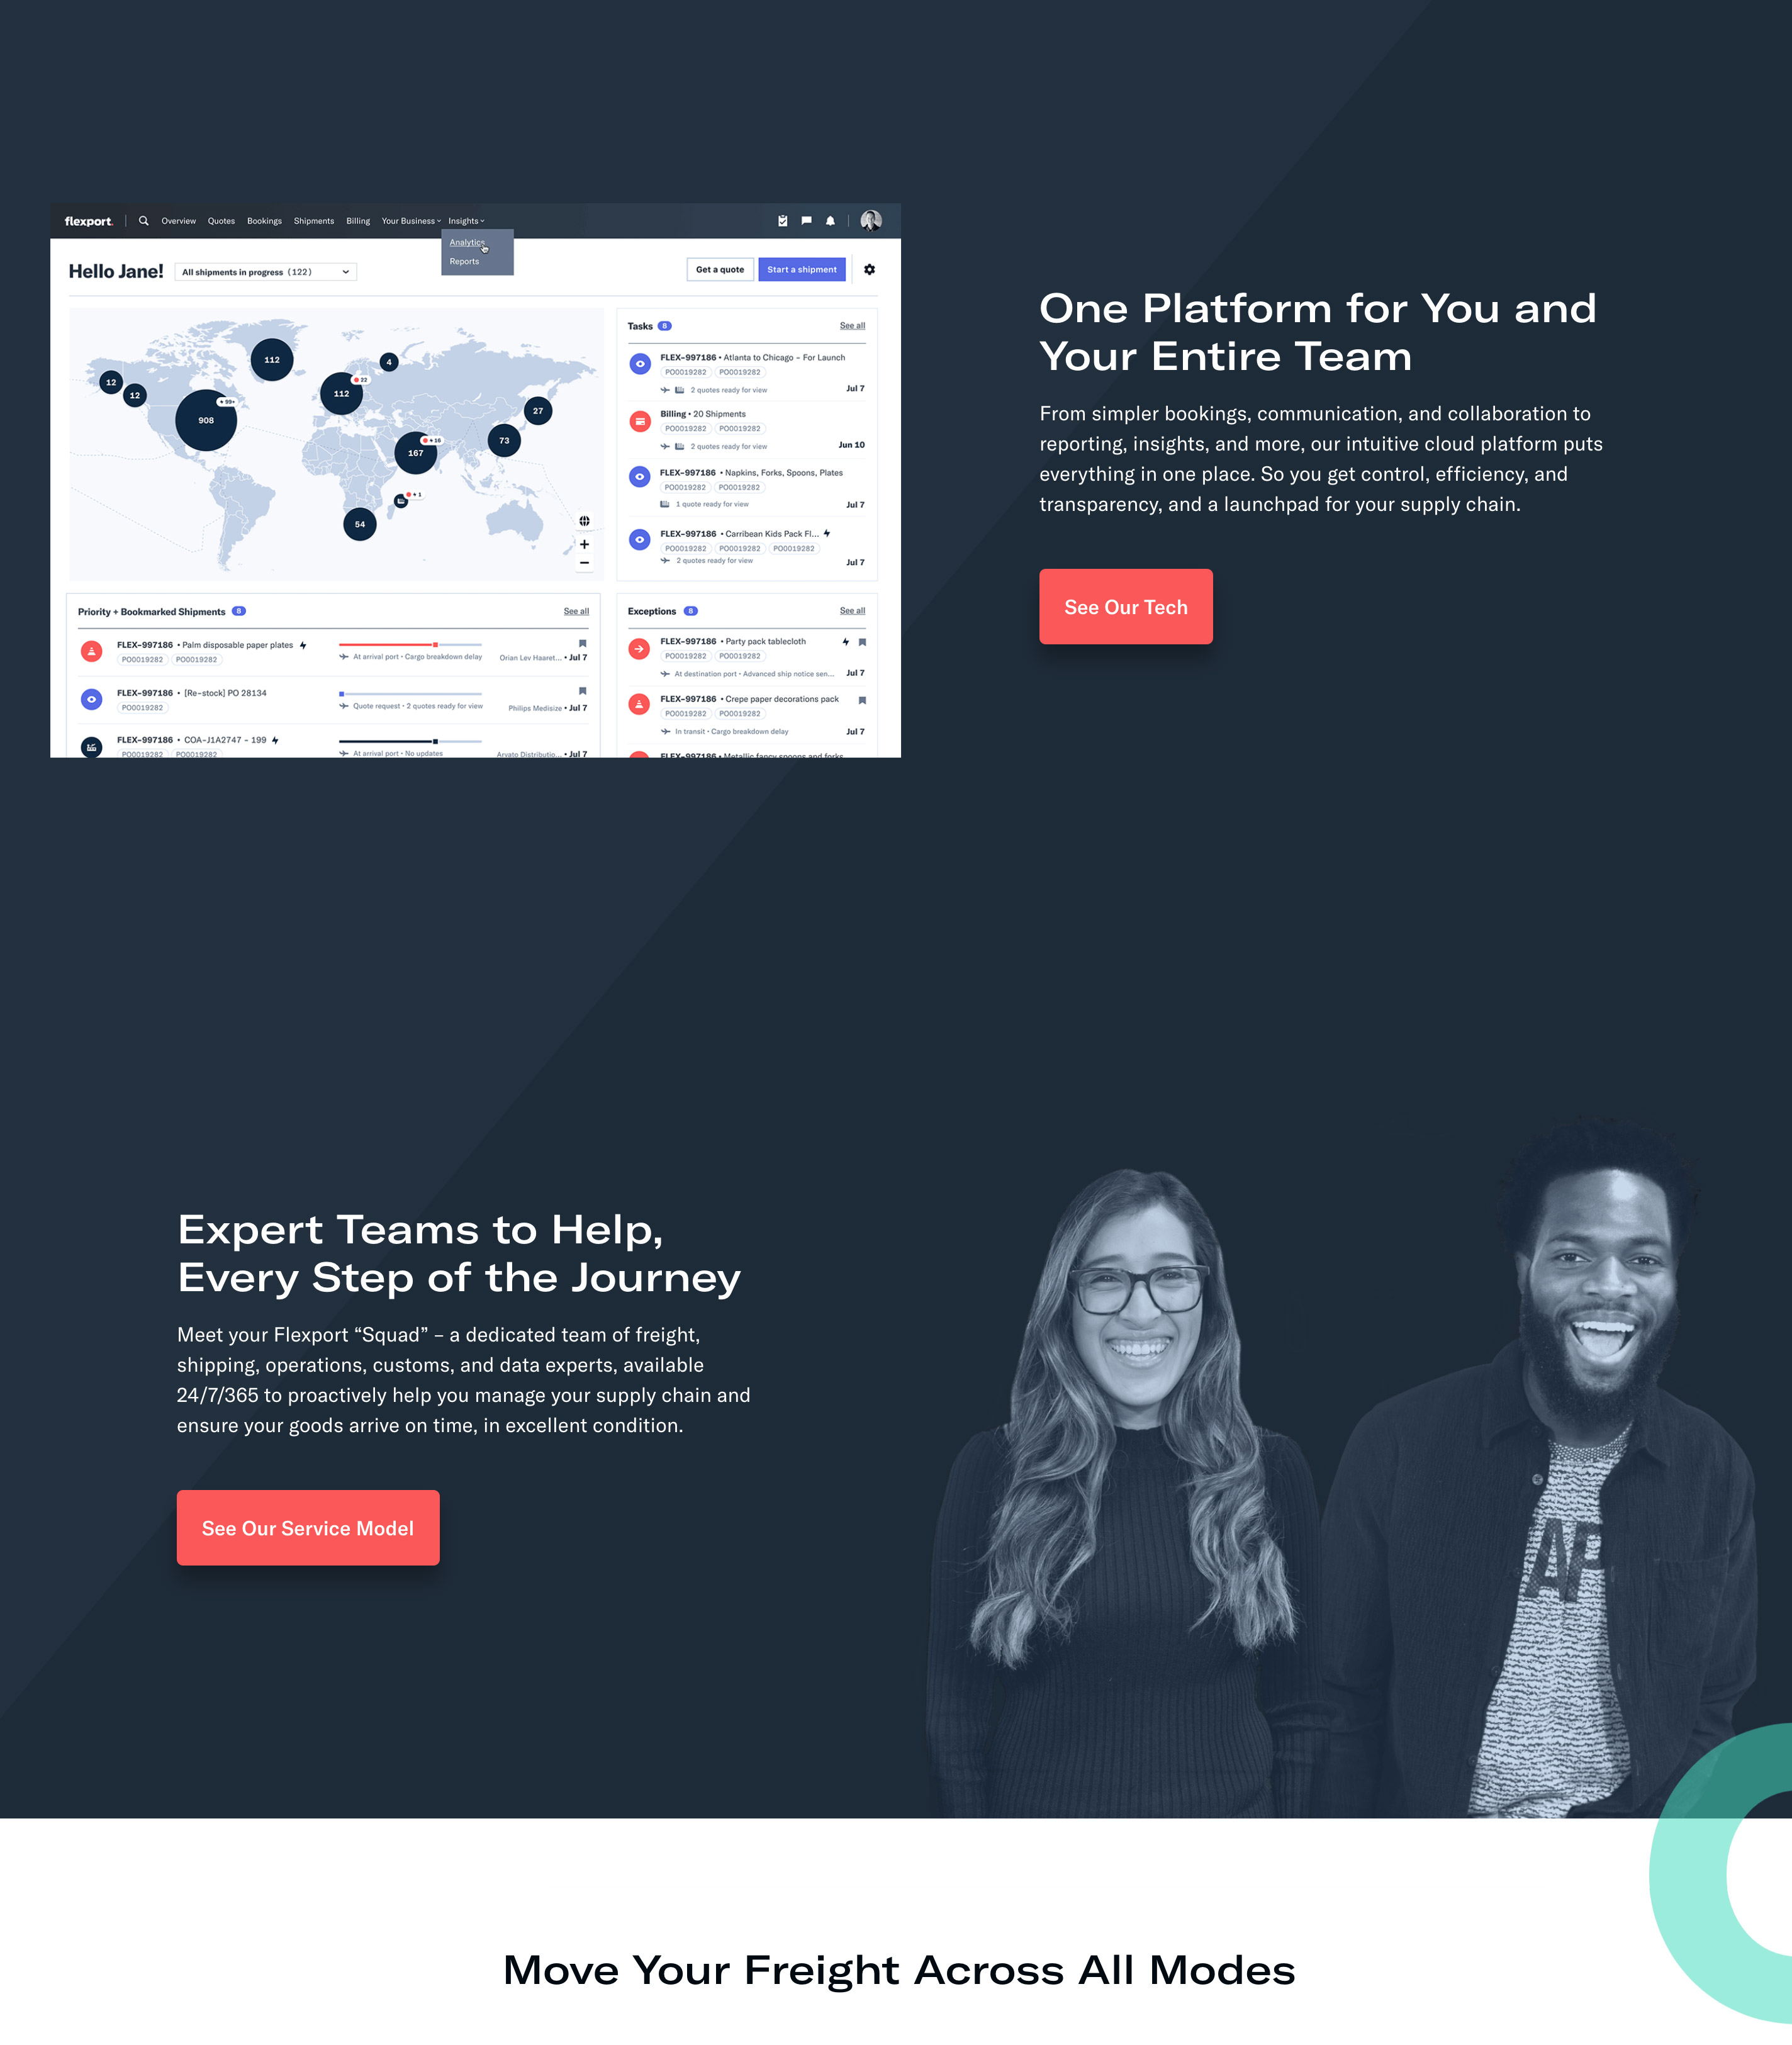 flexport.
Overview Quotes Bookings Shipments Billing Your Business Insights
Analytics
Reports
Hello Jane!
All shipments in progress (122)
Get a quote
Start a shipment
12
12
112
908
99+
112
22
4
167
16
73
27
1
54
Tasks 8 See all
FLEX-997186 • Atlanta to Chicago - For Launch
PO0019282 PO0019282
2 quotes ready for view Jul 7
Billing • 20 Shipments
PO0019282 PO0019282
2 quotes ready for view Jun 10
FLEX-997186 • Napkins, Forks, Spoons, Plates
PO0019282 PO0019282
1 quote ready for view Jul 7
FLEX-997186 • Carribean Kids Pack Fl...
PO0019282 PO0019282 PO0019282
2 quotes ready for view Jul 7
Priority + Bookmarked Shipments 8 See all
FLEX-997186 • Palm disposable paper plates
PO0019282 PO0019282
At arrival port • Cargo breakdown delay
Orian Lev Haaret... • Jul 7
FLEX-997186 • [Re-stock] PO 28134
PO0019282
Quote request • 2 quotes ready for view
Philips Medisize • Jul 7
FLEX-997186 • COA-J1A2747 - 199
PO0019282 PO0019282
At arrival port • No updates
Arvato Distributio... • Jul 7
Exceptions 8 See all
FLEX-997186 • Party pack tablecloth
PO0019282 PO0019282
At destination port • Advanced ship notice sen... Jul 7
FLEX-997186 • Crepe paper decorations pack
PO0019282 PO0019282
In transit • Cargo breakdown delay Jul 7
FLEX-997186 • Metallic fancy spoons and forks
One Platform for You and
Your Entire Team
From simpler bookings, communication, and collaboration to
reporting, insights, and more, our intuitive cloud platform puts
everything in one place. So you get control, efficiency, and
transparency, and a launchpad for your supply chain.
See Our Tech
Expert Teams to Help,
Every Step of the Journey
Meet your Flexport “Squad” – a dedicated team of freight,
shipping, operations, customs, and data experts, available
24/7/365 to proactively help you manage your supply chain and
ensure your goods arrive on time, in excellent condition.
See Our Service Model
Move Your Freight Across All Modes